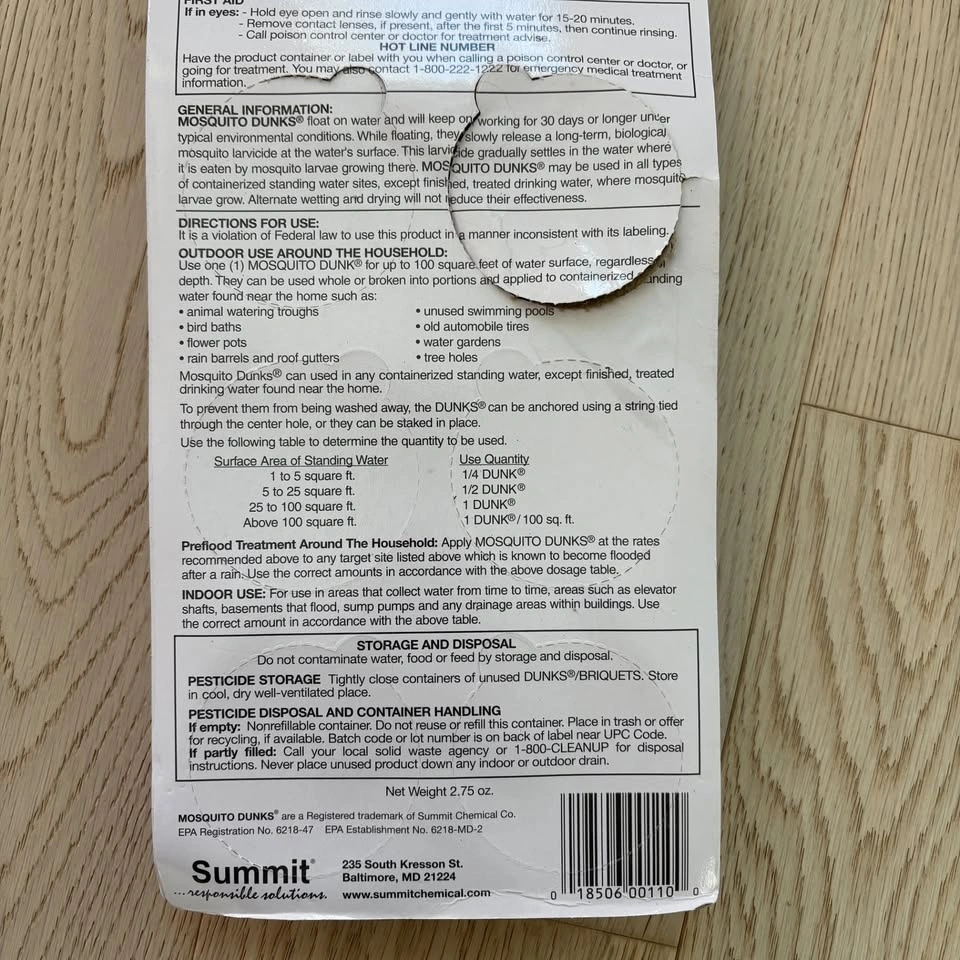 FIRST AID
If in eyes: - Hold eye open and rinse slowly and gently with water for 15-20 minutes.
- Remove contact lenses, if present, after the first 5 minutes, then continue rinsing.
- Call poison control center or doctor for treatment advise.
HOT LINE NUMBER
Have the product container or label with you when calling a poison control center or doctor, or
going for treatment. You may also contact 1-800-222-1222 for emergency medical treatment
information.
GENERAL INFORMATION:
MOSQUITO DUNKS® float on water and will keep on working for 30 days or longer under
typical environmental conditions. While floating, they slowly release a long-term, biological
mosquito larvicide at the water's surface. This larvicide gradually settles in the water where
it is eaten by mosquito larvae growing there. MOSQUITO DUNKS® may be used in all types
of containerized standing water sites, except finished, treated drinking water, where mosquito
larvae grow. Alternate wetting and drying will not reduce their effectiveness.
DIRECTIONS FOR USE:
It is a violation of Federal law to use this product in a manner inconsistent with its labeling.
OUTDOOR USE AROUND THE HOUSEHOLD:
Use one (1) MOSQUITO DUNK® for up to 100 square feet of water surface, regardless of
depth. They can be used whole or broken into portions and applied to containerized standing
water found near the home such as:
• animal watering troughs
• bird baths
• flower pots
• rain barrels and roof gutters
• unused swimming pools
• old automobile tires
• water gardens
• tree holes
Mosquito Dunks® can used in any containerized standing water, except finished, treated
drinking water found near the home.
To prevent them from being washed away, the DUNKS® can be anchored using a string tied
through the center hole, or they can be staked in place.
Use the following table to determine the quantity to be used.
Surface Area of Standing Water Use Quantity
1 to 5 square ft. 1/4 DUNK®
5 to 25 square ft. 1/2 DUNK®
25 to 100 square ft. 1 DUNK®
Above 100 square ft. 1 DUNK®/100 sq. ft.
Preflood Treatment Around The Household: Apply MOSQUITO DUNKS® at the rates
recommended above to any target site listed above which is known to become flooded
after a rain. Use the correct amounts in accordance with the above dosage table.
INDOOR USE: For use in areas that collect water from time to time, areas such as elevator
shafts, basements that flood, sump pumps and any drainage areas within buildings. Use
the correct amount in accordance with the above table.
STORAGE AND DISPOSAL
Do not contaminate water, food or feed by storage and disposal.
PESTICIDE STORAGE Tightly close containers of unused DUNKS®/BRIQUETS. Store
in cool, dry well-ventilated place.
PESTICIDE DISPOSAL AND CONTAINER HANDLING
If empty: Nonrefillable container. Do not reuse or refill this container. Place in trash or offer
for recycling, if available. Batch code or lot number is on back of label near UPC Code.
If partly filled: Call your local solid waste agency or 1-800-CLEANUP for disposal
instructions. Never place unused product down any indoor or outdoor drain.
Net Weight 2.75 oz.
MOSQUITO DUNKS® are a Registered trademark of Summit Chemical Co.
EPA Registration No. 6218-47 EPA Establishment No. 6218-MD-2
Summit®
...responsible solutions.
235 South Kresson St.
Baltimore, MD 21224
www.summitchemical.com
0 18506 00110 0